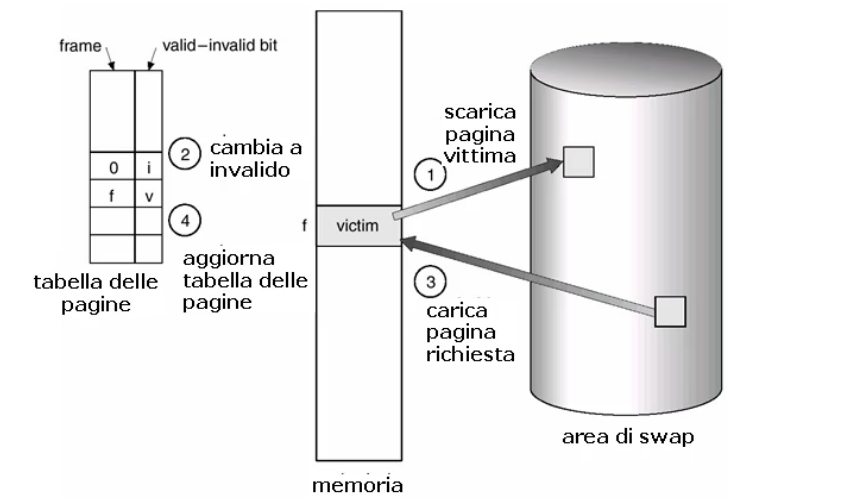 frame
valid–invalid bit
0 i
f v
2
cambia a
invalido
4
aggiorna
tabella delle
pagine
tabella delle
pagine
f
victim
memoria
1
scarica
pagina
vittima
3
carica
pagina
richiesta
area di swap